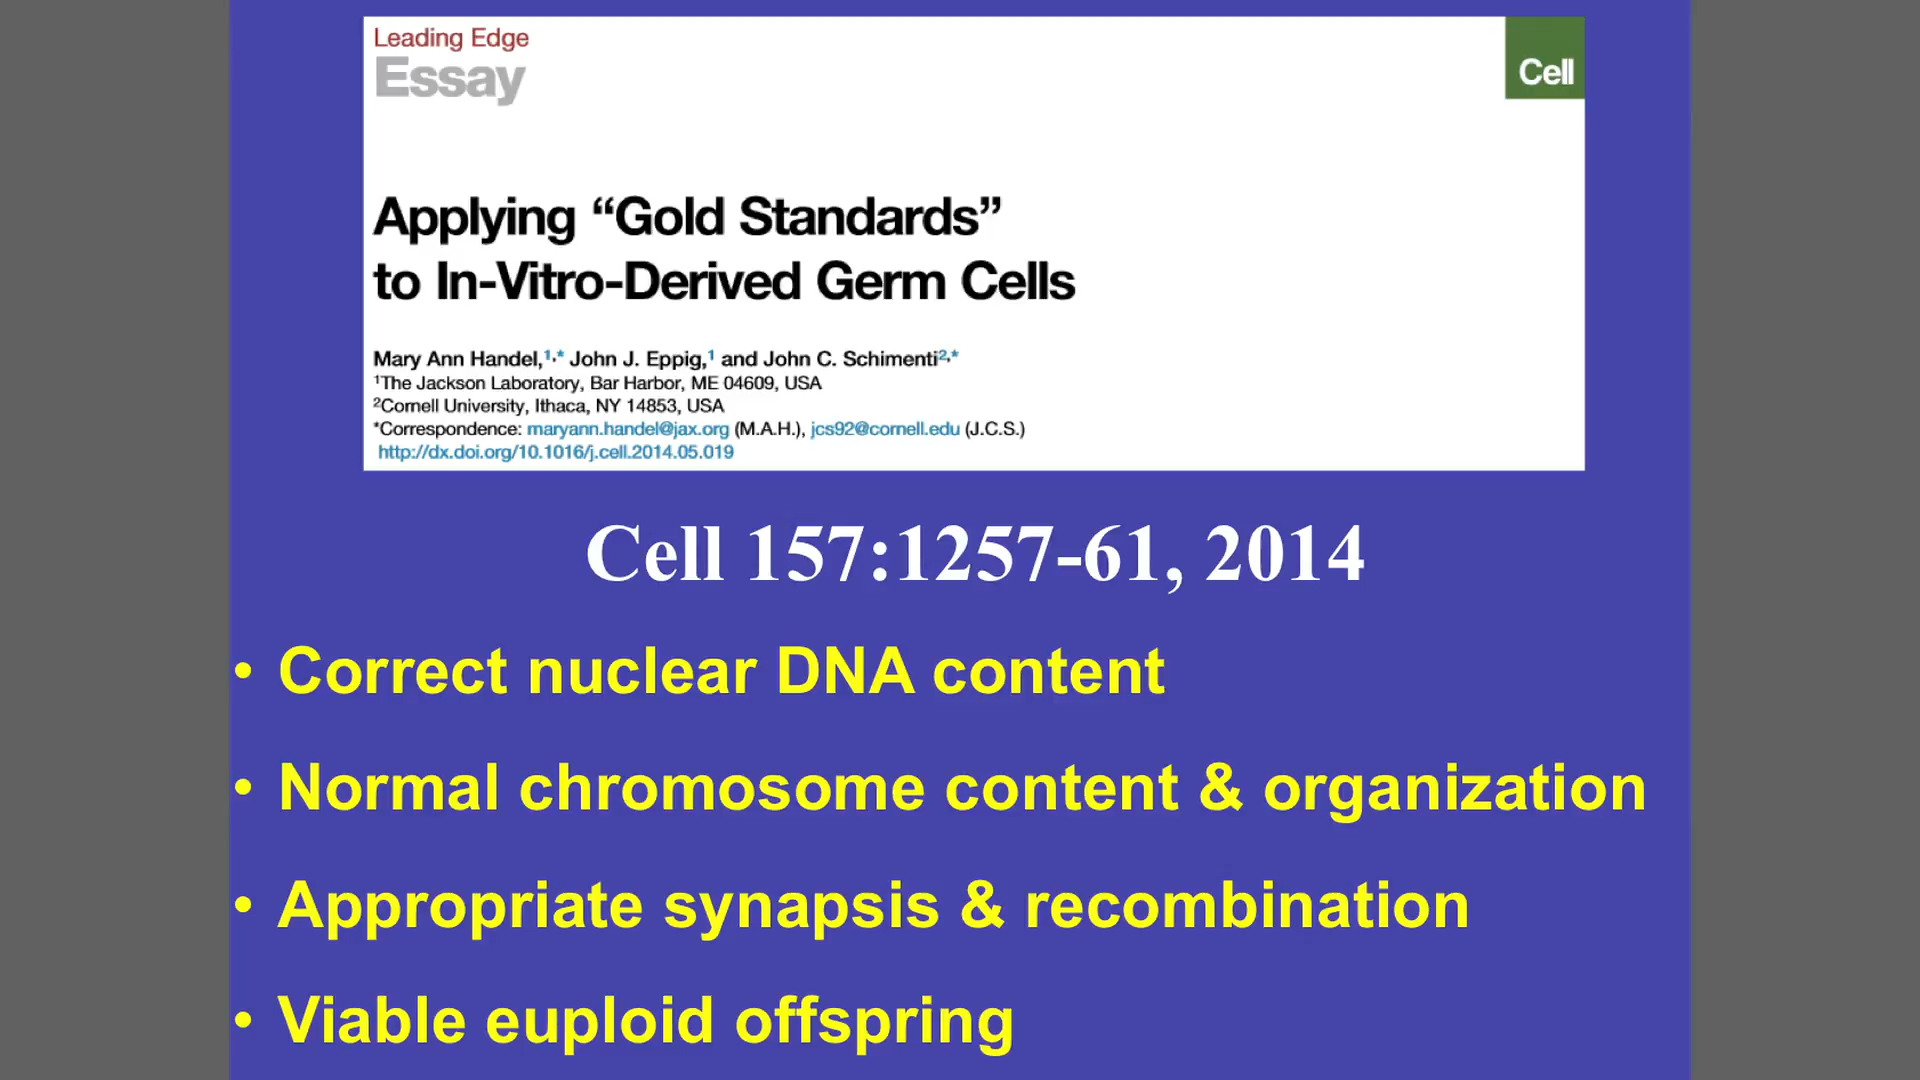 Leading Edge
Essay
Cell
Applying “Gold Standards”
to In-Vitro-Derived Germ Cells
Mary Ann Handel,1,* John J. Eppig,1 and John C. Schimenti2,*
1The Jackson Laboratory, Bar Harbor, ME 04609, USA
2Cornell University, Ithaca, NY 14853, USA
*Correspondence: maryann.handel@jax.org (M.A.H.), jcs92@cornell.edu (J.C.S.)
http://dx.doi.org/10.1016/j.cell.2014.05.019
Cell 157:1257-61, 2014
• Correct nuclear DNA content
• Normal chromosome content & organization
• Appropriate synapsis & recombination
• Viable euploid offspring